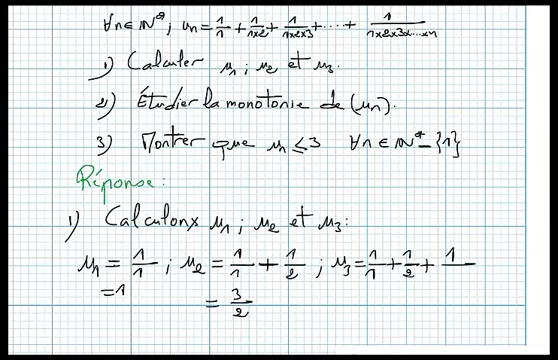 ∀n∈ℕ*; un = 1/1 + 1/1×2 + 1/1×2×3 + ... + 1/1×2×3×...×n
1) Calculer u1; u2 et u3.
2) Étudier la monotonie de (un).
3) Montrer que un ≤ 3 ∀n∈ℕ* - {1}
Réponse:
1) Calculonx u1; u2 et u3:
u1 = 1/1; u2 = 1/1 + 1/2; u3 = 1/1 + 1/2 + 1/
=1 = 3/2